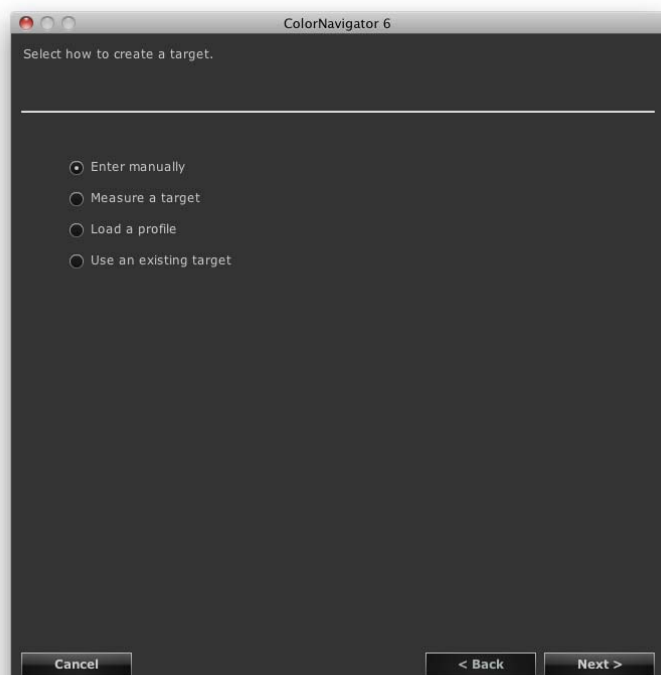 ColorNavigator 6
Select how to create a target.
Enter manually
Measure a target
Load a profile
Use an existing target
Cancel
< Back
Next >